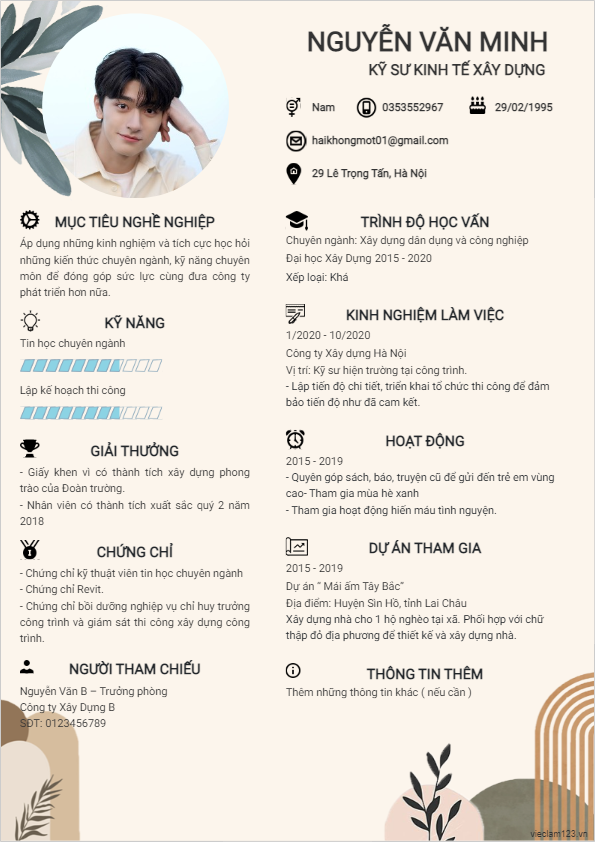 NGUYỄN VĂN MINH
KỸ SƯ KINH TẾ XÂY DỰNG
Nam 0353552967 29/02/1995
haikhongmot01@gmail.com
29 Lê Trọng Tấn, Hà Nội
MỤC TIÊU NGHỀ NGHIỆP
Áp dụng những kinh nghiệm và tích cực học hỏi
những kiến thức chuyên ngành, kỹ năng chuyên
môn để đóng góp sức lực cùng đưa công ty
phát triển hơn nữa.
KỸ NĂNG
Tin học chuyên ngành
Lập kế hoạch thi công
GIẢI THƯỞNG
- Giấy khen vì có thành tích xây dựng phong
trào của Đoàn trường.
- Nhân viên có thành tích xuất sắc quý 2 năm
2018
CHỨNG CHỈ
- Chứng chỉ kỹ thuật viên tin học chuyên ngành
- Chứng chỉ Revit.
- Chứng chỉ bồi dưỡng nghiệp vụ chỉ huy trưởng
công trình và giám sát thi công xây dựng công
trình.
NGƯỜI THAM CHIẾU
Nguyễn Văn B – Trưởng phòng
Công ty Xây Dựng B
SĐT: 0123456789
TRÌNH ĐỘ HỌC VẤN
Chuyên ngành: Xây dựng dân dụng và công nghiệp
Đại học Xây Dựng 2015 - 2020
Xếp loại: Khá
KINH NGHIỆM LÀM VIỆC
1/2020 - 10/2020
Công ty Xây dựng Hà Nội
Vị trí: Kỹ sư hiện trường tại công trình.
- Lập tiến độ chi tiết, triển khai tổ chức thi công để đảm
bảo tiến độ như đã cam kết.
HOẠT ĐỘNG
2015 - 2019
- Quyên góp sách, báo, truyện cũ để gửi đến trẻ em vùng
cao- Tham gia mùa hè xanh
- Tham gia hoạt động hiến máu tình nguyện.
DỰ ÁN THAM GIA
2015 - 2019
Dự án “ Mái ấm Tây Bắc“
Địa điểm: Huyện Sìn Hồ, tỉnh Lai Châu
Xây dựng nhà cho 1 hộ nghèo tại xã. Phối hợp với chữ
thập đỏ địa phương để thiết kế và xây dựng nhà.
THÔNG TIN THÊM
Thêm những thông tin khác ( nếu cần )
vieclam123.vn